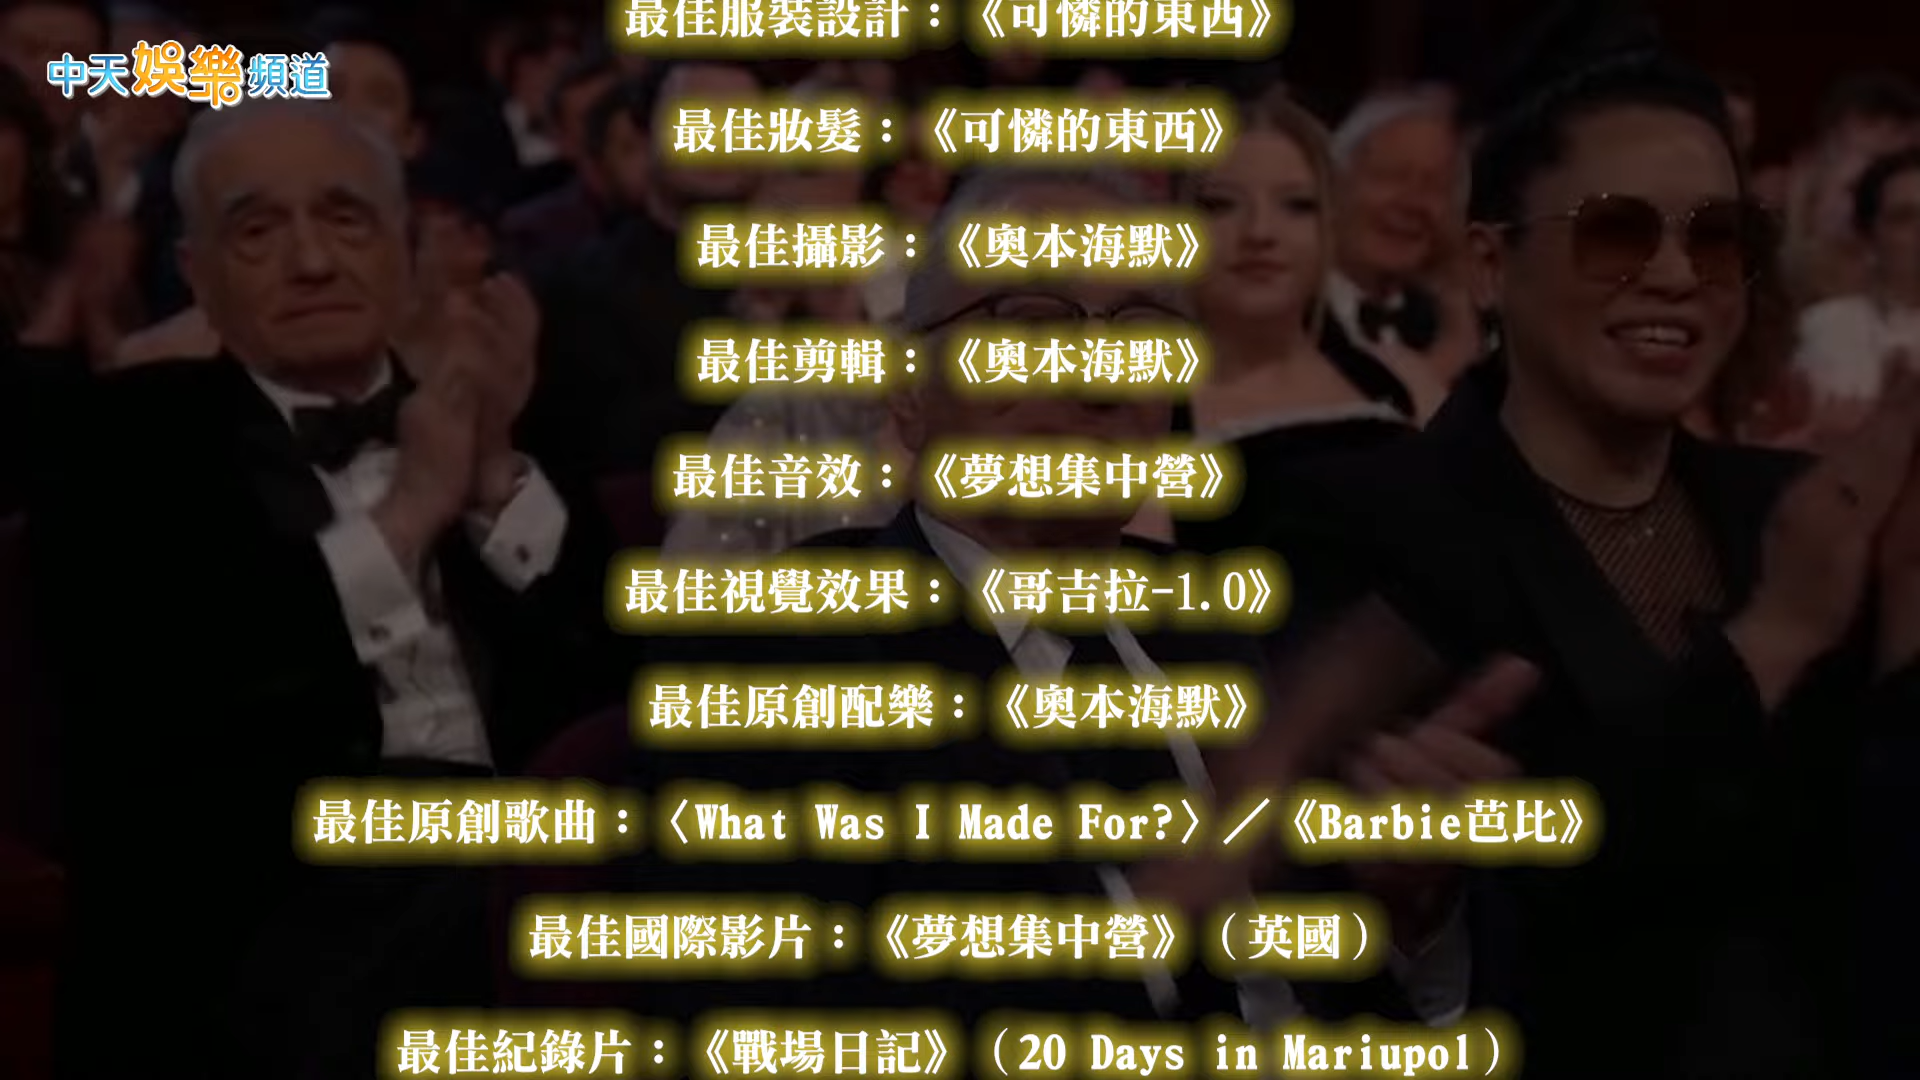 最佳服裝設計：《可憐的東西》
中天娛樂頻道
最佳妝髮：《可憐的東西》
最佳攝影：《奧本海默》
最佳剪輯：《奧本海默》
最佳音效：《夢想集中營》
最佳視覺效果：《哥吉拉-1.0》
最佳原創配樂：《奧本海默》
最佳原創歌曲：〈What Was I Made For?〉／《Barbie芭比》
最佳國際影片：《夢想集中營》（英國）
最佳紀錄片：《戰場日記》（20 Days in Mariupol）